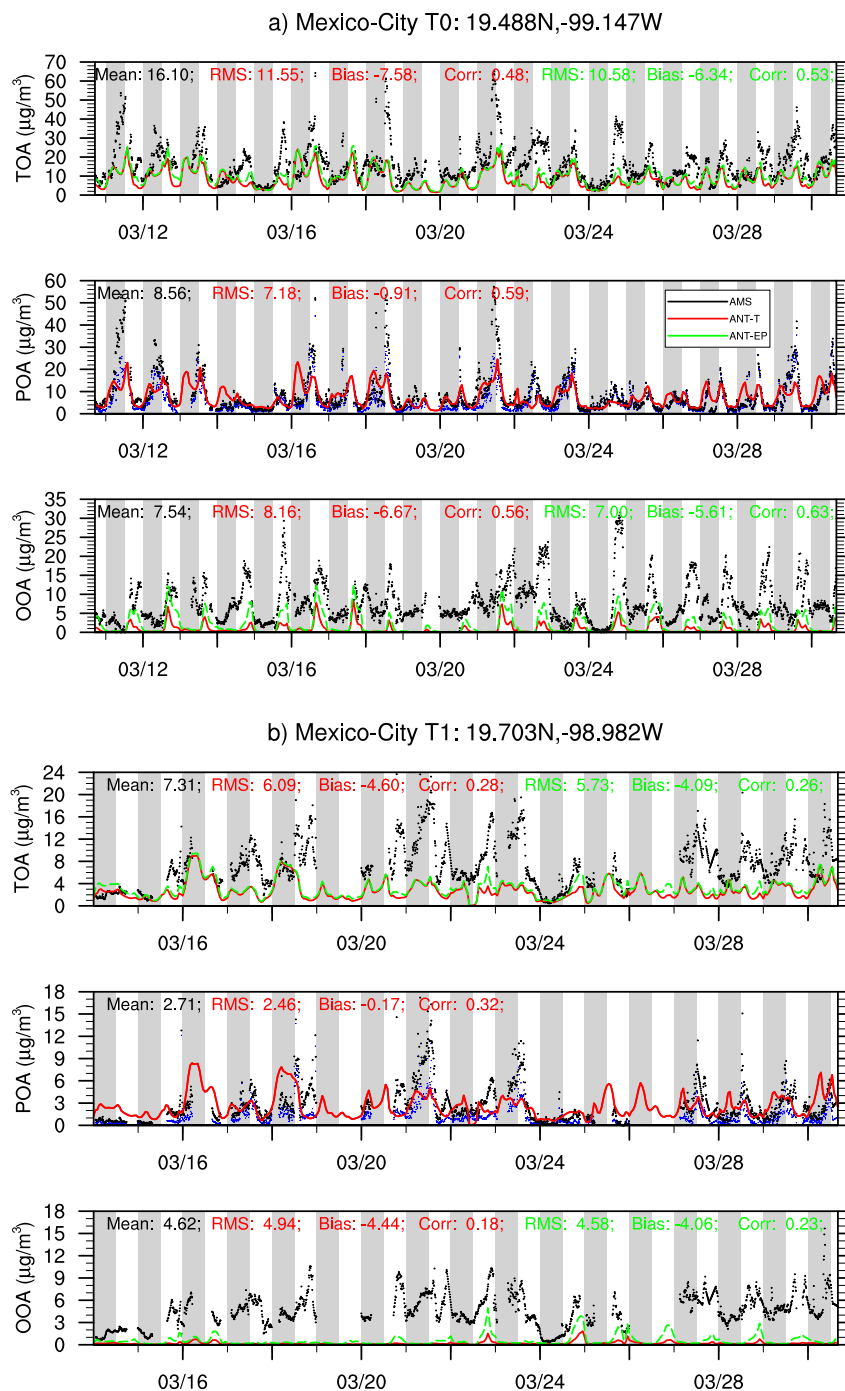 a) Mexico-City T0: 19.488N,-99.147W
TOA (µg/m³)
70
60
50
40
30
20
10
0
Mean: 16.10; RMS: 11.55; Bias: -7.58; Corr: 0.48; RMS: 10.58; Bias: -6.34; Corr: 0.53;
03/12 03/16 03/20 03/24 03/28
POA (µg/m³)
60
50
40
30
20
10
0
Mean: 8.56; RMS: 7.18; Bias: -0.91; Corr: 0.59;
AMS
ANT-T
ANT-EP
03/12 03/16 03/20 03/24 03/28
OOA (µg/m³)
35
30
25
20
15
10
5
0
Mean: 7.54; RMS: 8.16; Bias: -6.67; Corr: 0.56; RMS: 7.00; Bias: -5.61; Corr: 0.63;
03/12 03/16 03/20 03/24 03/28
b) Mexico-City T1: 19.703N,-98.982W
TOA (µg/m³)
24
20
16
12
8
4
0
Mean: 7.31; RMS: 6.09; Bias: -4.60; Corr: 0.28; RMS: 5.73; Bias: -4.09; Corr: 0.26;
03/16 03/20 03/24 03/28
POA (µg/m³)
18
15
12
9
6
3
0
Mean: 2.71; RMS: 2.46; Bias: -0.17; Corr: 0.32;
03/16 03/20 03/24 03/28
OOA (µg/m³)
18
15
12
9
6
3
0
Mean: 4.62; RMS: 4.94; Bias: -4.44; Corr: 0.18; RMS: 4.58; Bias: -4.06; Corr: 0.23;
03/16 03/20 03/24 03/28